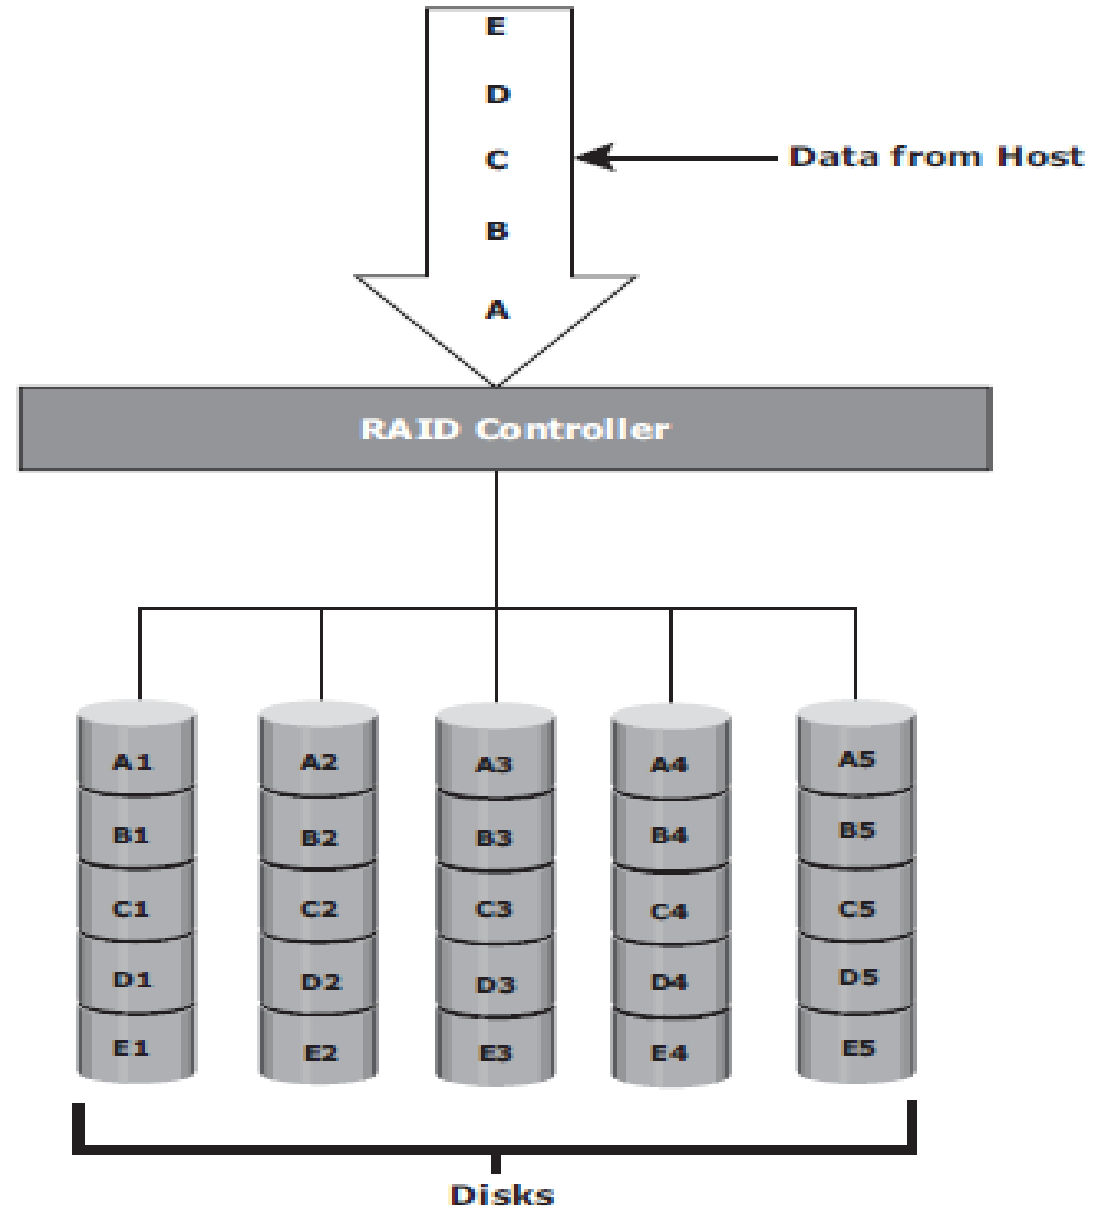 E
D
C
Data from Host
B
A
RAID Controller
A1 A2 A3 A4 A5
B1 B2 B3 B4 B5
C1 C2 C3 C4 C5
D1 D2 D3 D4 D5
E1 E2 E3 E4 E5
Disks